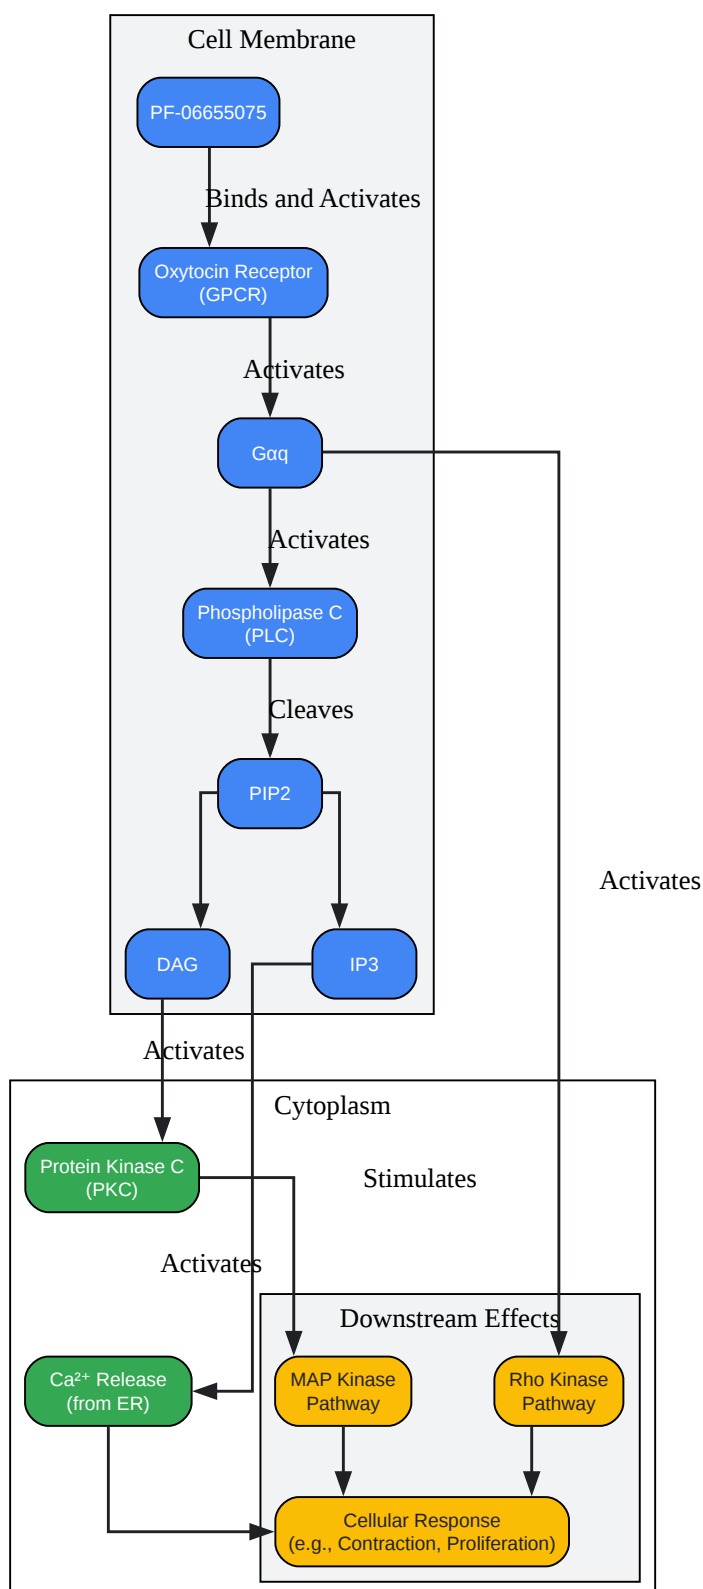 Cell Membrane
PF-06655075
Binds and Activates
Oxytocin Receptor
(GPCR)
Activates
Gαq
Activates
Phospholipase C
(PLC)
Cleaves
PIP2
Activates
DAG
IP3
Activates
Cytoplasm
Protein Kinase C
(PKC)
Stimulates
Activates
Downstream Effects
Ca²⁺ Release
(from ER)
MAP Kinase
Pathway
Rho Kinase
Pathway
Cellular Response
(e.g., Contraction, Proliferation)